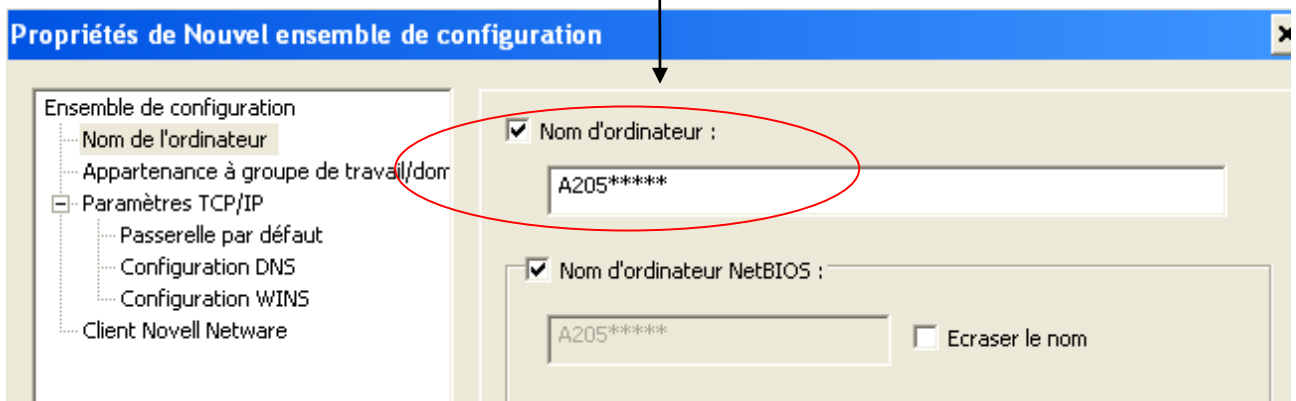 Propriétés de Nouvel ensemble de configuration
Ensemble de configuration
Nom de l'ordinateur
Appartenance à groupe de travail/dom
Paramètres TCP/IP
Passerelle par défaut
Configuration DNS
Configuration WINS
Client Novell Netware
Nom d'ordinateur :
A205*****
Nom d'ordinateur NetBIOS :
A205*****
Ecraser le nom